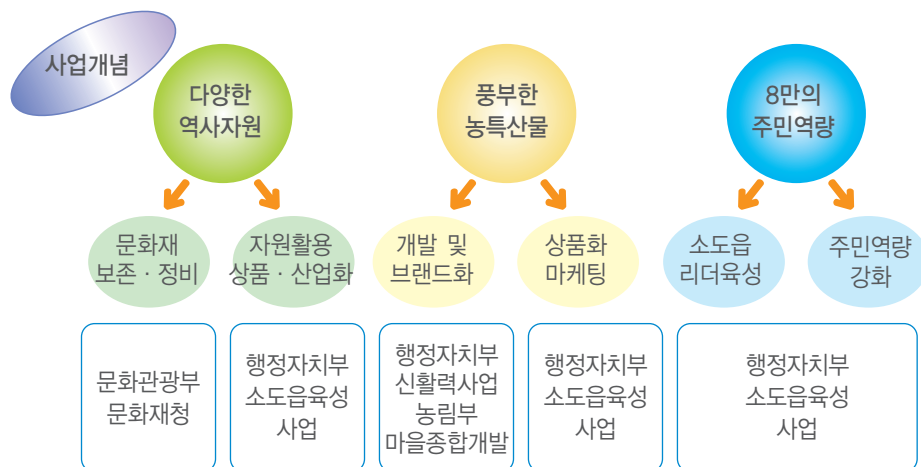 사업개념
다양한
역사자원
풍부한
농특산물
8만의
주민역량
문화재
보존 · 정비
자원활용
상품 · 산업화
개발 및
브랜드화
상품화
마케팅
소도읍
리더육성
주민역량
강화
문화관광부
문화재청
행정자치부
소도읍육성
사업
행정자치부
신활력사업
농림부
마을종합개발
행정자치부
소도읍육성
사업
행정자치부
소도읍육성
사업